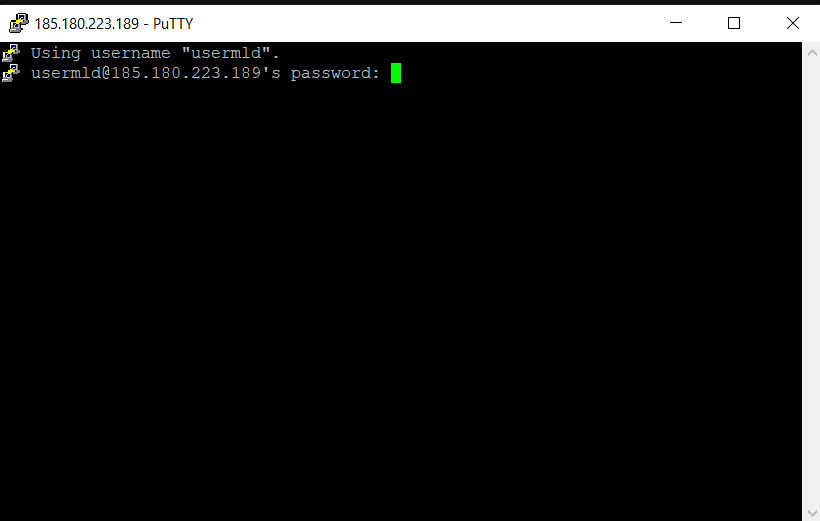 185.180.223.189 - PuTTY
Using username "usermld".
usermld@185.180.223.189's password: